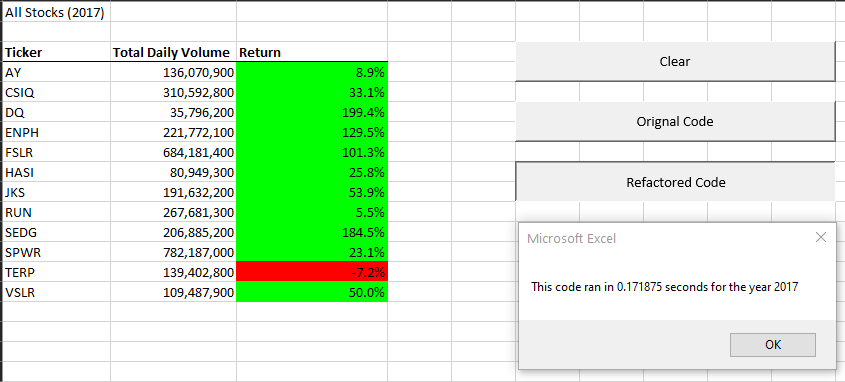 All Stocks (2017)
Ticker Total Daily Volume Return
AY 136,070,900 8.9%
CSIQ 310,592,800 33.1%
DQ 35,796,200 199.4%
ENPH 221,772,100 129.5%
FSLR 684,181,400 101.3%
HASI 80,949,300 25.8%
JKS 191,632,200 53.9%
RUN 267,681,300 5.5%
SEDG 206,885,200 184.5%
SPWR 782,187,000 23.1%
TERP 139,402,800 -7.2%
VSLR 109,487,900 50.0%
Clear
Orignal Code
Refactored Code
Microsoft Excel
This code ran in 0.171875 seconds for the year 2017
OK